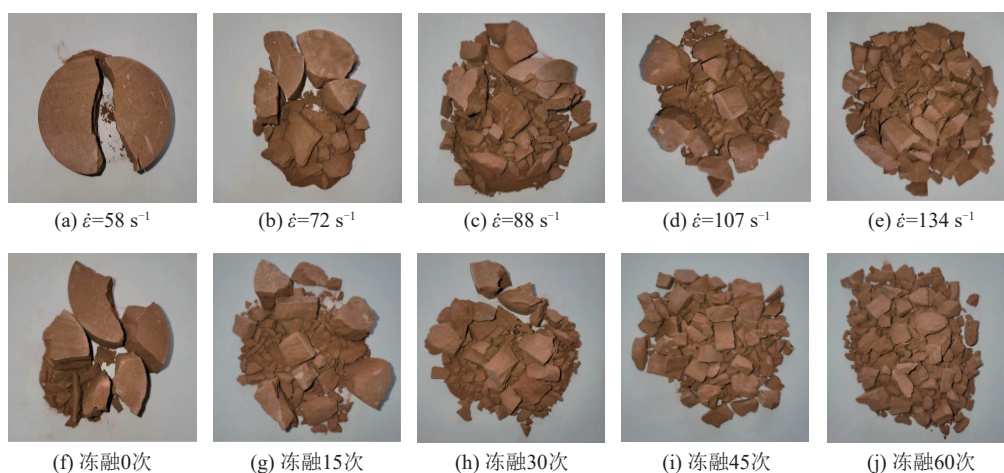 (a) ε̇=58 s⁻¹ (b) ε̇=72 s⁻¹ (c) ε̇=88 s⁻¹ (d) ε̇=107 s⁻¹ (e) ε̇=134 s⁻¹
(f) 冻融0次 (g) 冻融15次 (h) 冻融30次 (i) 冻融45次 (j) 冻融60次